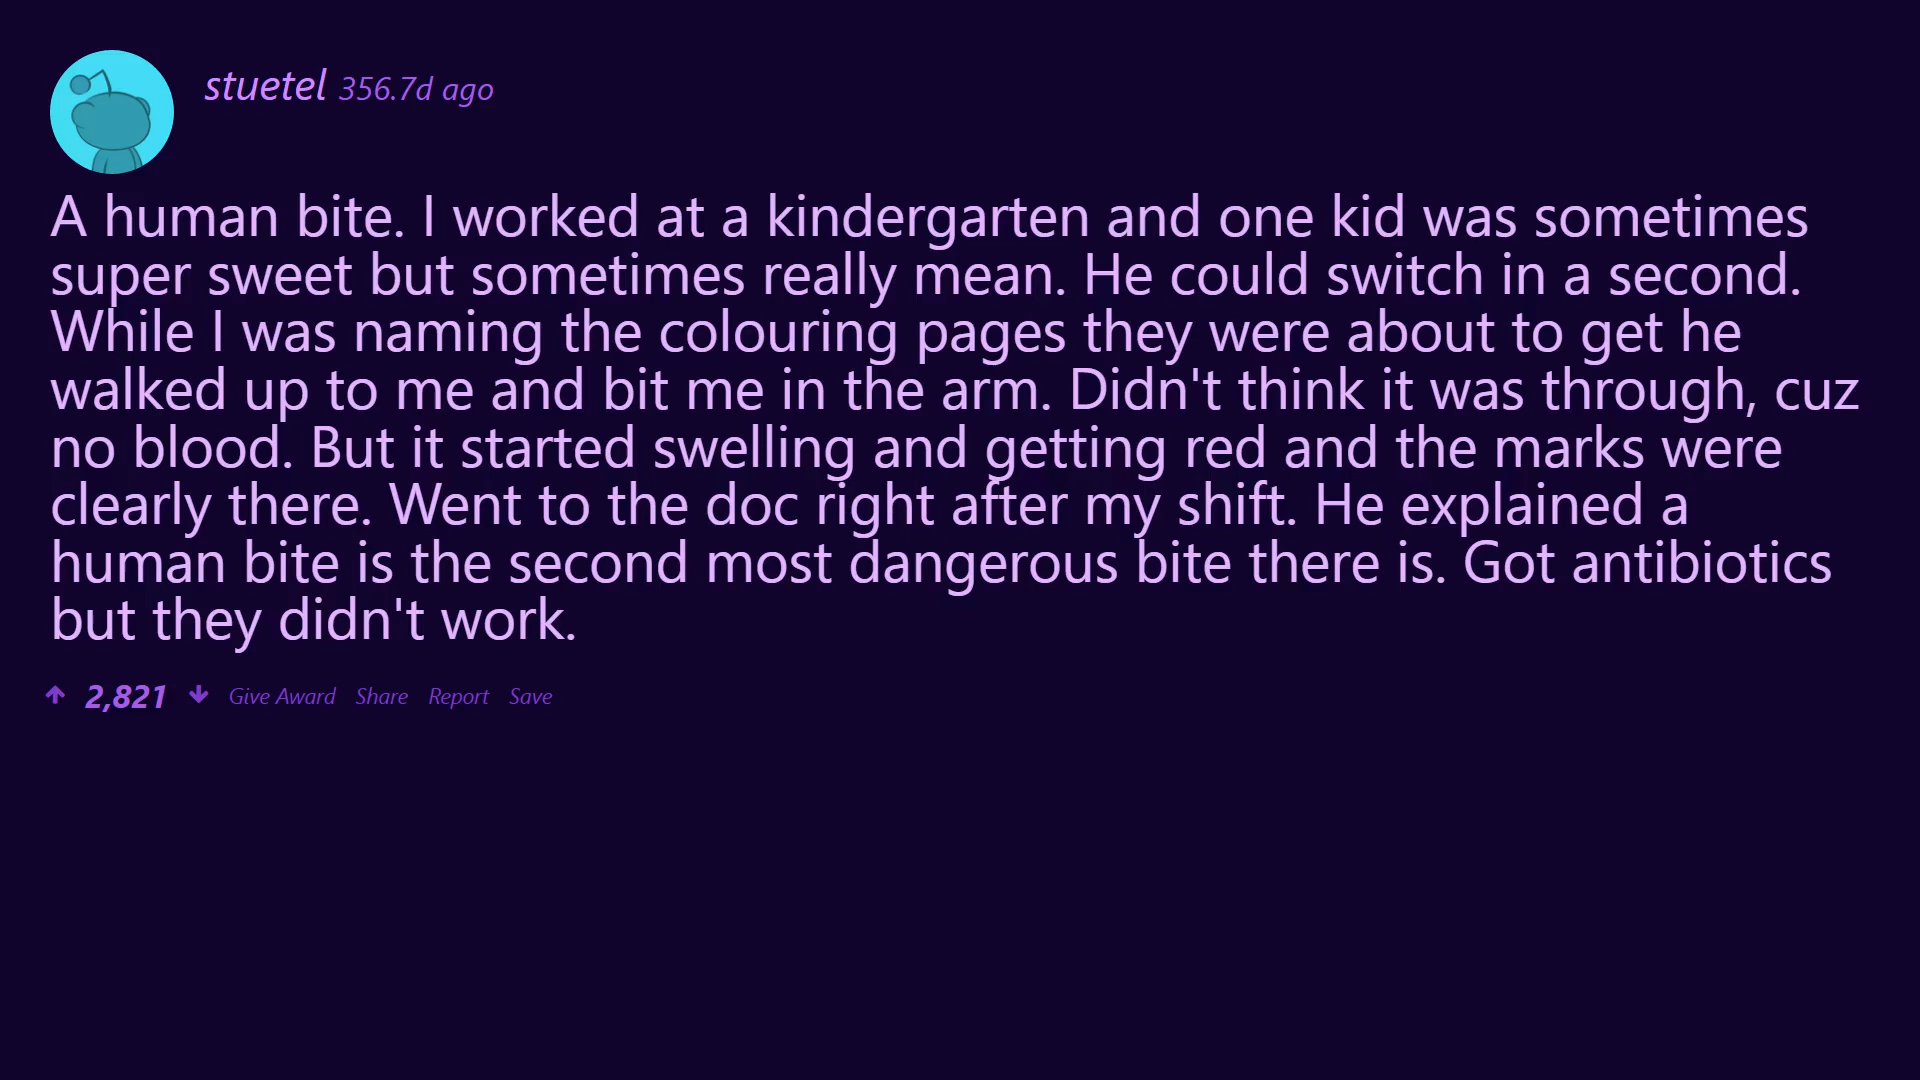 stuetel 356.7d ago
A human bite. I worked at a kindergarten and one kid was sometimes
super sweet but sometimes really mean. He could switch in a second.
While I was naming the colouring pages they were about to get he
walked up to me and bit me in the arm. Didn't think it was through, cuz
no blood. But it started swelling and getting red and the marks were
clearly there. Went to the doc right after my shift. He explained a
human bite is the second most dangerous bite there is. Got antibiotics
but they didn't work.
2,821 Give Award Share Report Save